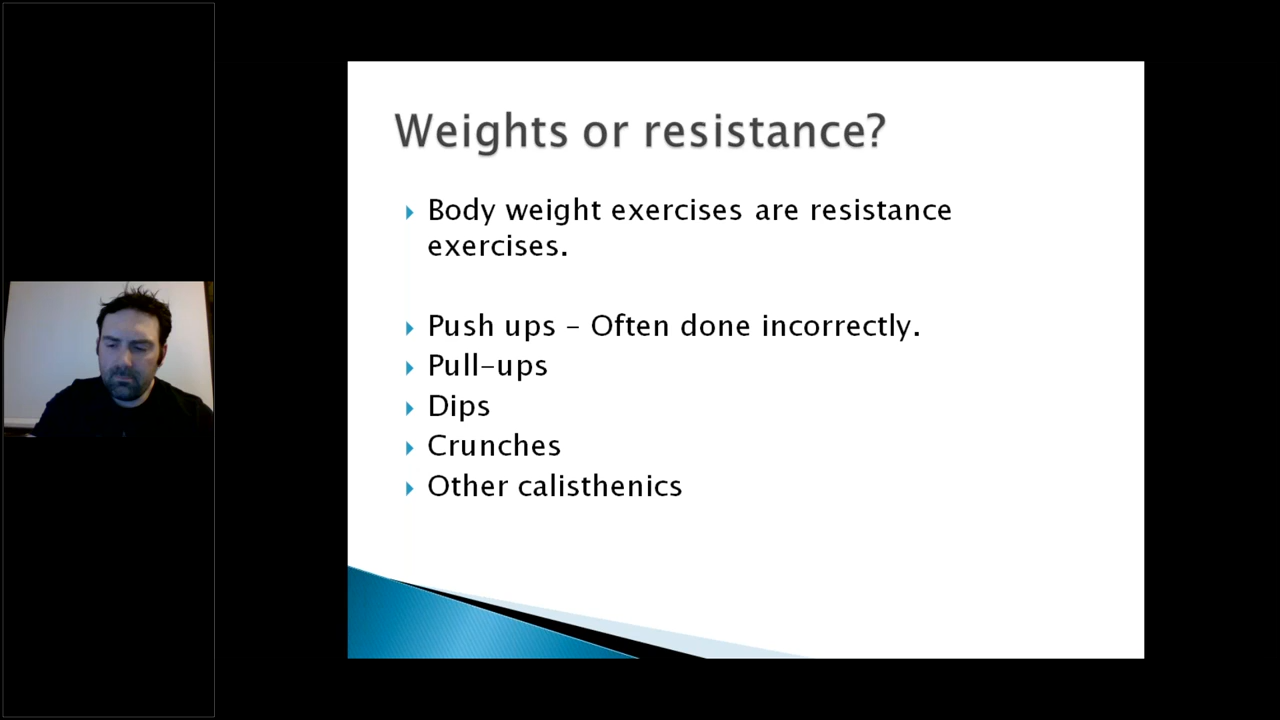 Weights or resistance?
Body weight exercises are resistance
exercises.
Push ups – Often done incorrectly.
Pull-ups
Dips
Crunches
Other calisthenics